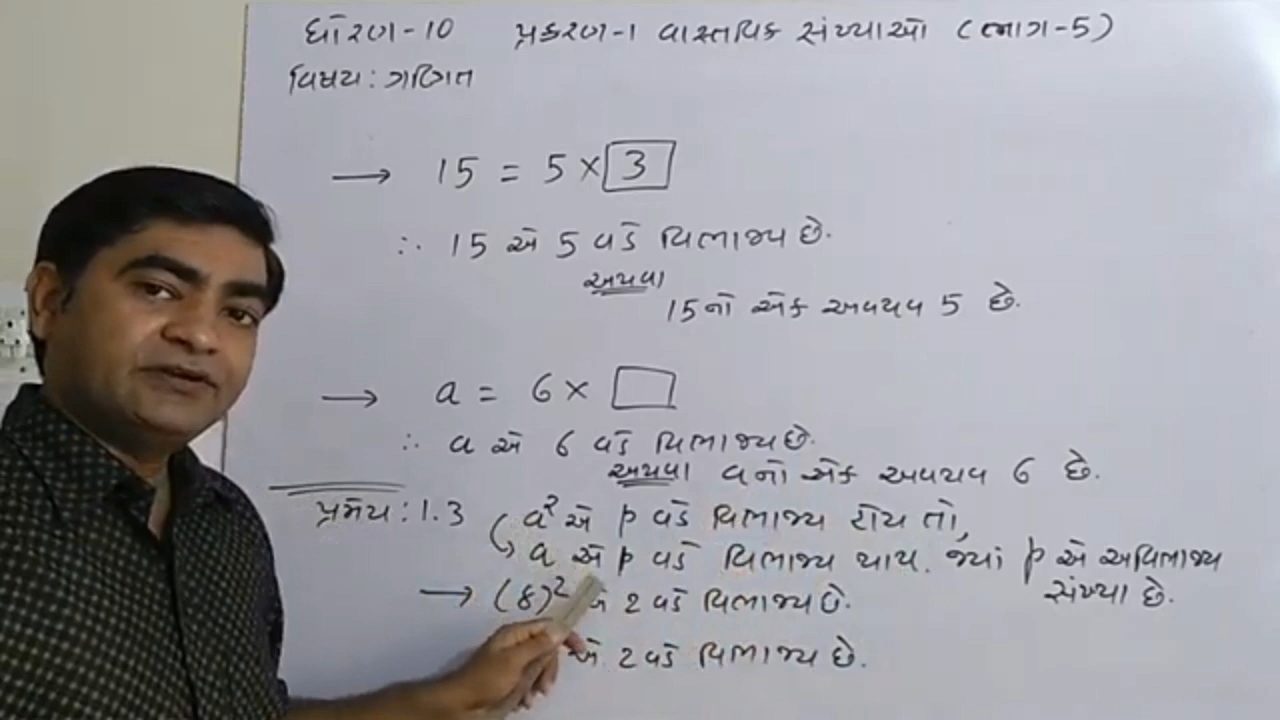 ધોરણ-10 પ્રકરણ-1 વાસ્તવિક સંખ્યાઓ (ભાગ-5)
વિષય: ગણિત
→ 15 = 5 × 3
∴ 15 એ 5 વડે વિભાજ્ય છે.
અથવા
15નો એક અવયવ 5 છે.
→ a = 6 × □
∴ a એ 6 વડે વિભાજ્ય છે.
અથવા aનો એક અવયવ 6 છે.
પ્રમેય: 1.3 a² એ p વડે વિભાજ્ય હોય તો,
a એ p વડે વિભાજ્ય થાય. જ્યાં p એ અવિભાજ્ય
સંખ્યા છે.
→ (8)² એ 2 વડે વિભાજ્ય છે.
એ 2 વડે વિભાજ્ય છે.